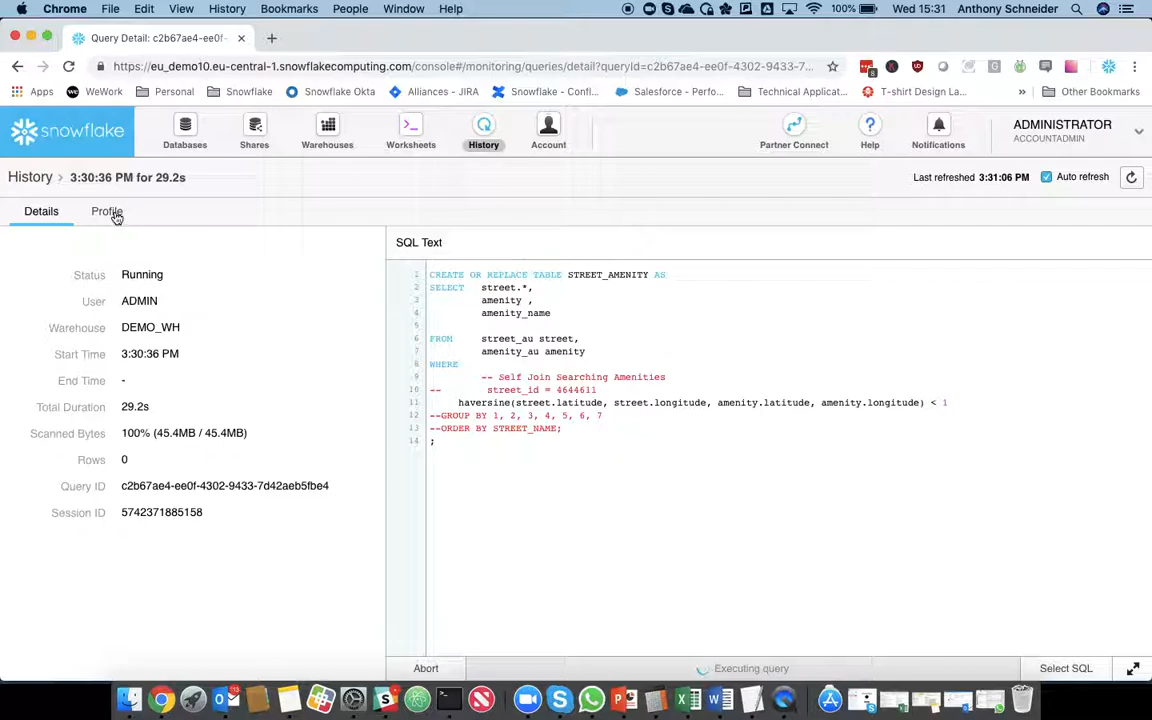 Chrome File Edit View History Bookmarks People Window Help 100% Wed 15:31 Anthony Schneider
Query Detail: c2b67ae4-ee0f-
https://eu_demo10.eu-central-1.snowflakecomputing.com/console#/monitoring/queries/detail?queryId=c2b67ae4-ee0f-4302-9433-7...
8
Apps WeWork Personal Snowflake Snowflake Okta Alliances - JIRA Snowflake - Confl... Salesforce - Perfo... Technical Applicat... T-shirt Design La... » Other Bookmarks
snowflake
Databases Shares Warehouses Worksheets History Account Partner Connect Help Notifications
ADMINISTRATOR
ACCOUNTADMIN
History > 3:30:36 PM for 29.2s Last refreshed 3:31:06 PM Auto refresh
Details Profile
SQL Text
Status Running
User ADMIN
Warehouse DEMO_WH
Start Time 3:30:36 PM
End Time -
Total Duration 29.2s
Scanned Bytes 100% (45.4MB / 45.4MB)
Rows 0
Query ID c2b67ae4-ee0f-4302-9433-7d42aeb5fbe4
Session ID 5742371885158
1 CREATE OR REPLACE TABLE STREET_AMENITY AS
2 SELECT street.*,
3 amenity ,
4 amenity_name
5
6 FROM street_au street,
7 amenity_au amenity
8 WHERE
9 -- Self Join Searching Amenities
10 -- street_id = 4644611
11 haversine(street.latitude, street.longitude, amenity.latitude, amenity.longitude) < 1
12 --GROUP BY 1, 2, 3, 4, 5, 6, 7
13 --ORDER BY STREET_NAME;
14 ;
Abort Executing query Select SQL